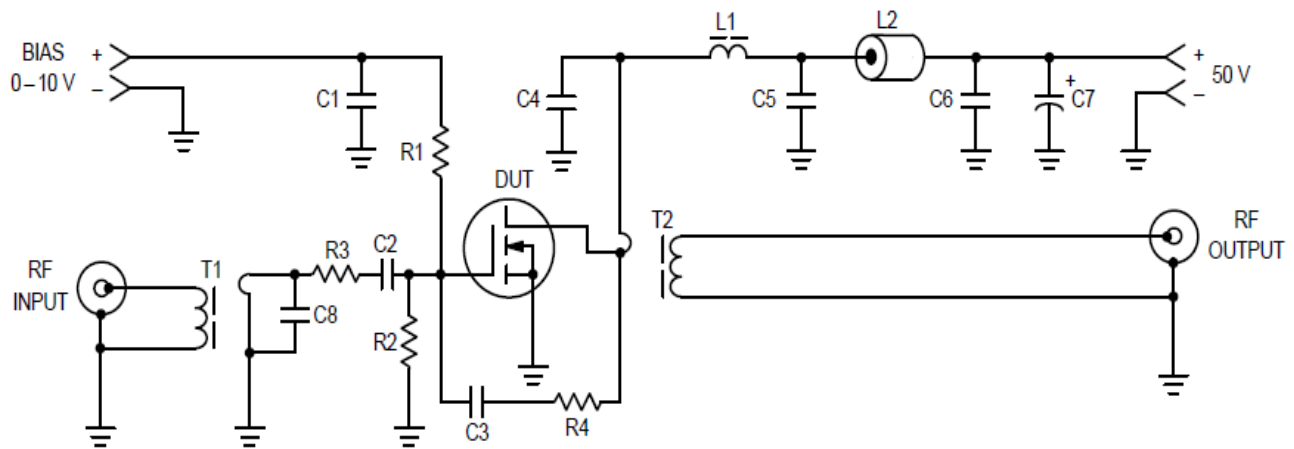 L1
L2
BIAS
0–10 V
+
–
C1
C4
C5
C6
+
C7
+
–
50 V
R1
DUT
T2
RF
OUTPUT
RF
INPUT
T1
R3
C2
C8
R2
C3
R4